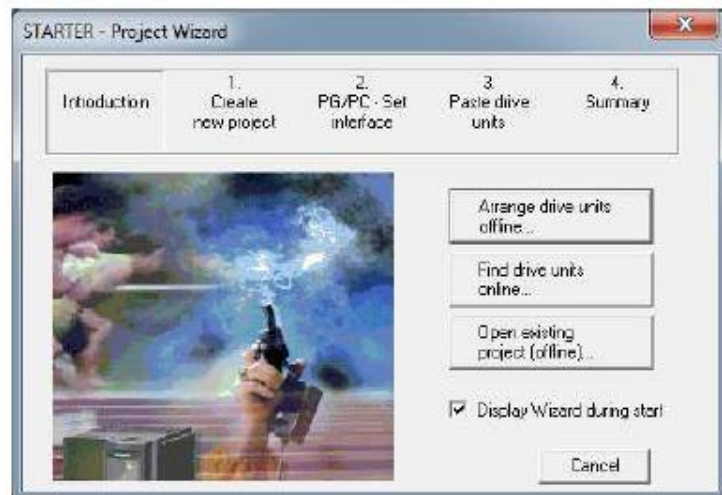 STARTER - Project Wizard
Introduction
1.
Create
new project
2.
PG/PC - Set
interface
3.
Paste drive
units
4.
Summary
Arrange drive units
offline...
Find drive units
online...
Open existing
project (offline)...
Display Wizard during start
Cancel